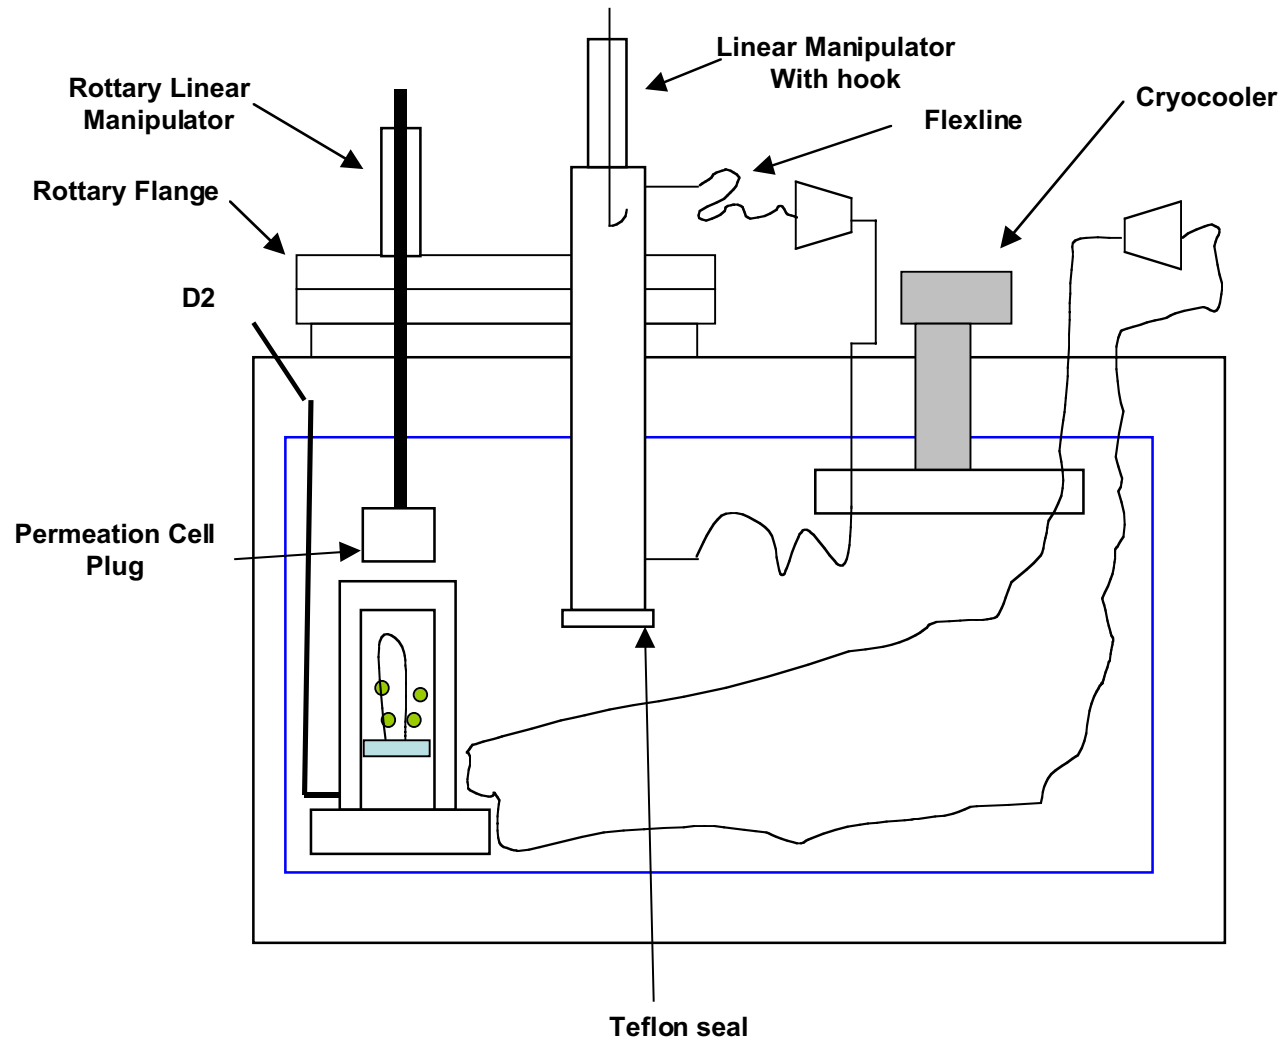 Linear Manipulator
With hook
Rottary Linear
Manipulator
Cryocooler
Flexline
Rottary Flange
D2
Permeation Cell
Plug
Teflon seal